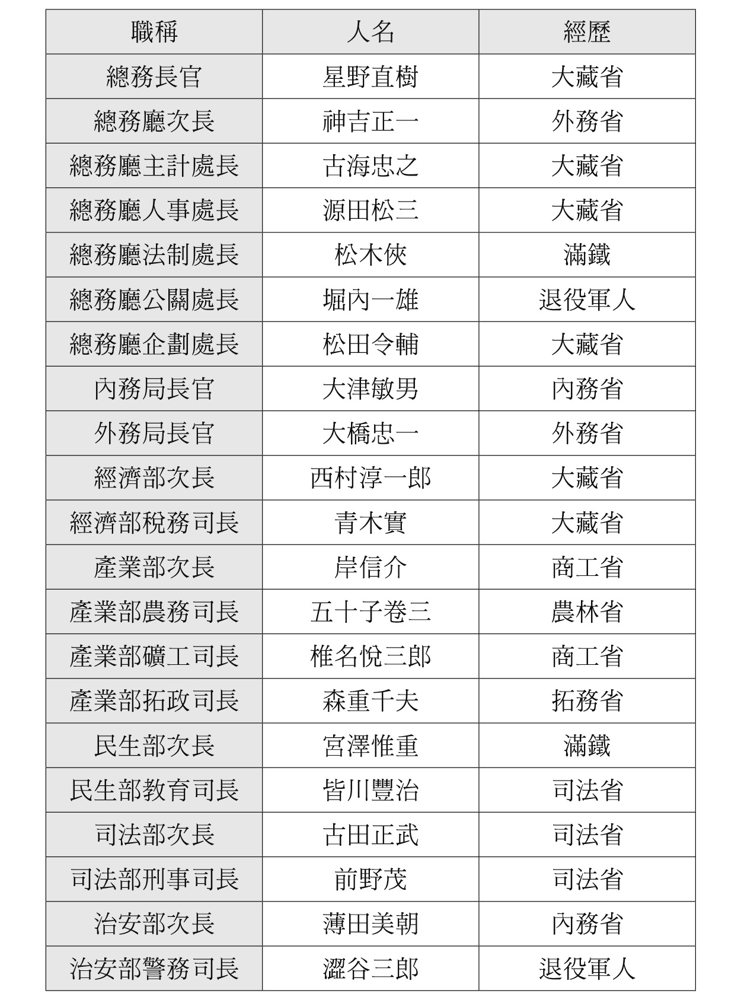 職稱 人名 經歷
總務長官 星野直樹 大藏省
總務廳次長 神吉正一 外務省
總務廳主計處長 古海忠之 大藏省
總務廳人事處長 源田松三 大藏省
總務廳法制處長 松木俠 滿鐵
總務廳公關處長 堀內一雄 退役軍人
總務廳企劃處長 松田令輔 大藏省
內務局長官 大津敏男 內務省
外務局長官 大橋忠一 外務省
經濟部次長 西村淳一郎 大藏省
經濟部稅務司長 青木實 大藏省
產業部次長 岸信介 商工省
產業部農務司長 五十子卷三 農林省
產業部礦工司長 椎名悅三郎 商工省
產業部拓政司長 森重千夫 拓務省
民生部次長 宮澤惟重 滿鐵
民生部教育司長 皆川豐治 司法省
司法部次長 古田正武 司法省
司法部刑事司長 前野茂 司法省
治安部次長 薄田美朝 內務省
治安部警務司長 澀谷三郎 退役軍人